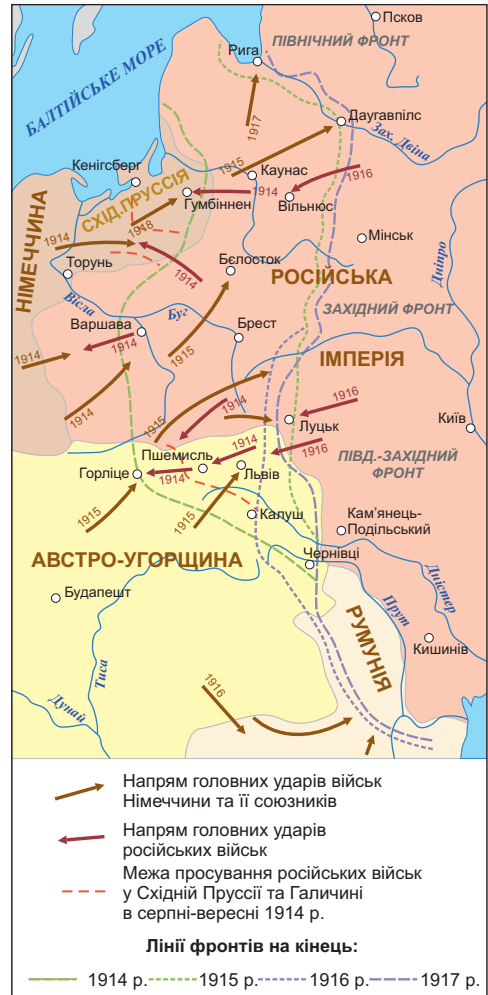 Псков
ПІВНІЧНИЙ ФРОНТ
Рига
БАЛТІЙСЬКЕ МОРЕ
Даугавпілс
Зах. Двіна
1917
1915
Кенігсберг
Каунас
1914
1916
СХІД. ПРУССІЯ
Гумбіннен
Вільнюс
1918
НІМЕЧЧИНА
1914
Мінськ
Дніпро
Торунь
1914
Бєлосток
РОСІЙСЬКА
Вісла
Буг
ЗАХІДНИЙ ФРОНТ
Варшава
1914
Брест
1914
1915
ІМПЕРІЯ
1914
1915
1914
1916
Луцьк
Київ
Пшемисль
1914
1916
ПІВД.-ЗАХІДНИЙ
ФРОНТ
Горліце
1914
Львів
1915
1915
Калуш
Кам’янець-
Подільський
АВСТРО-УГОРЩИНА
Чернівці
Дністер
Будапешт
РУМУНІЯ
Прут
Кишинів
Тиса
1916
Дунай
Напрям головних ударів військ
Німеччини та її союзників
Напрям головних ударів
російських військ
Межа просування російських військ
у Східній Пруссії та Галичині
в серпні-вересні 1914 р.
Лінії фронтів на кінець:
1914 р. 1915 р. 1916 р. 1917 р.